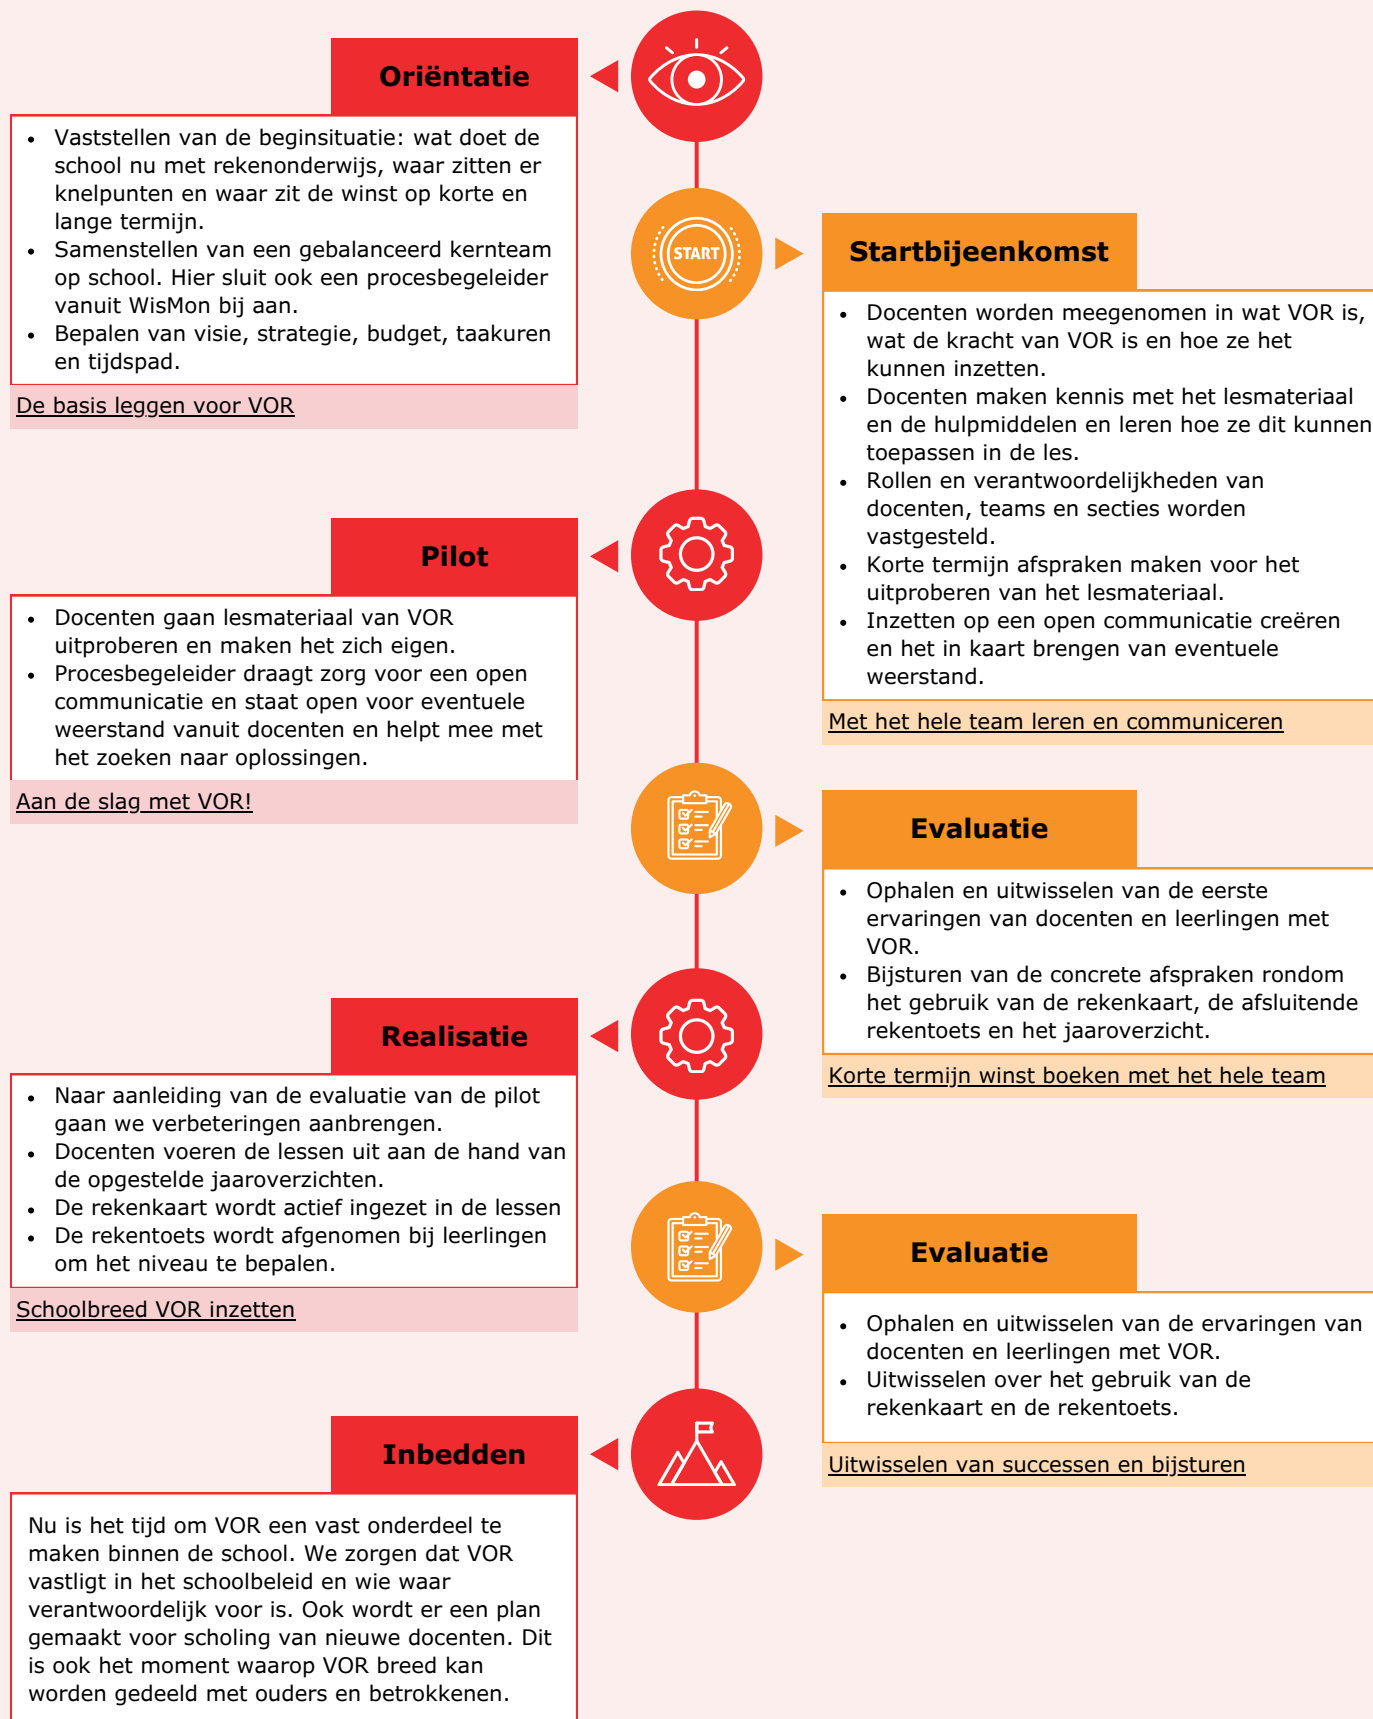 Oriëntatie
• Vaststellen van de beginsituatie: wat doet de
school nu met rekenonderwijs, waar zitten er
knelpunten en waar zit de winst op korte en
lange termijn.
• Samenstellen van een gebalanceerd kernteam
op school. Hier sluit ook een procesbegeleider
vanuit WisMon bij aan.
• Bepalen van visie, strategie, budget, taakuren
en tijdspad.
De basis leggen voor VOR
START
Startbijeenkomst
• Docenten worden meegenomen in wat VOR is,
wat de kracht van VOR is en hoe ze het
kunnen inzetten.
• Docenten maken kennis met het lesmateriaal
en de hulpmiddelen en leren hoe ze dit kunnen
toepassen in de les.
• Rollen en verantwoordelijkheden van
docenten, teams en secties worden
vastgesteld.
• Korte termijn afspraken maken voor het
uitproberen van het lesmateriaal.
• Inzetten op een open communicatie creëren
en het in kaart brengen van eventuele
weerstand.
Met het hele team leren en communiceren
Pilot
• Docenten gaan lesmateriaal van VOR
uitproberen en maken het zich eigen.
• Procesbegeleider draagt zorg voor een open
communicatie en staat open voor eventuele
weerstand vanuit docenten en helpt mee met
het zoeken naar oplossingen.
Aan de slag met VOR!
Evaluatie
• Ophalen en uitwisselen van de eerste
ervaringen van docenten en leerlingen met
VOR.
• Bijsturen van de concrete afspraken rondom
het gebruik van de rekenkaart, de afsluitende
rekentoets en het jaaroverzicht.
Korte termijn winst boeken met het hele team
Realisatie
• Naar aanleiding van de evaluatie van de pilot
gaan we verbeteringen aanbrengen.
• Docenten voeren de lessen uit aan de hand van
de opgestelde jaaroverzichten.
• De rekenkaart wordt actief ingezet in de lessen
• De rekentoets wordt afgenomen bij leerlingen
om het niveau te bepalen.
Schoolbreed VOR inzetten
Evaluatie
• Ophalen en uitwisselen van de ervaringen van
docenten en leerlingen met VOR.
• Uitwisselen over het gebruik van de
rekenkaart en de rekentoets.
Uitwisselen van successen en bijsturen
Inbedden
Nu is het tijd om VOR een vast onderdeel te
maken binnen de school. We zorgen dat VOR
vastligt in het schoolbeleid en wie waar
verantwoordelijk voor is. Ook wordt er een plan
gemaakt voor scholing van nieuwe docenten. Dit
is ook het moment waarop VOR breed kan
worden gedeeld met ouders en betrokkenen.